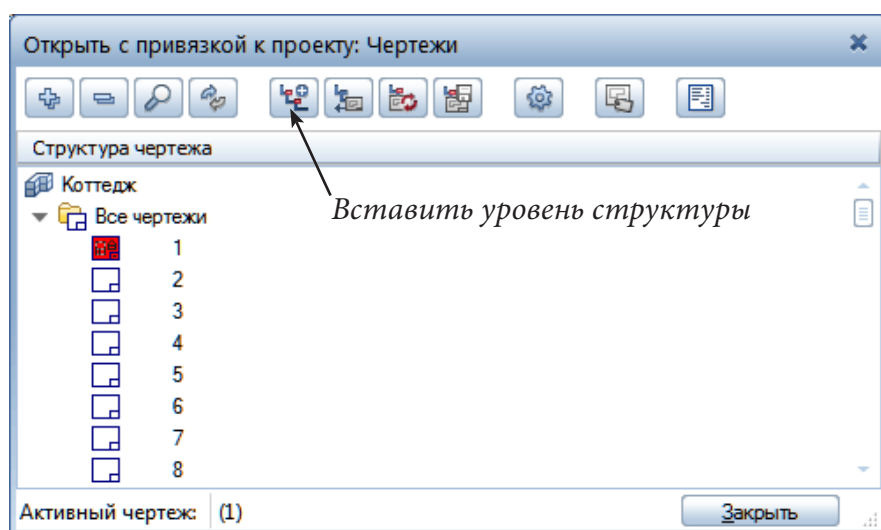 Открыть с привязкой к проекту: Чертежи
Структура чертежа
Коттедж
Вставить уровень структуры
Все чертежи
1
2
3
4
5
6
7
8
Активный чертеж: (1)
Закрыть